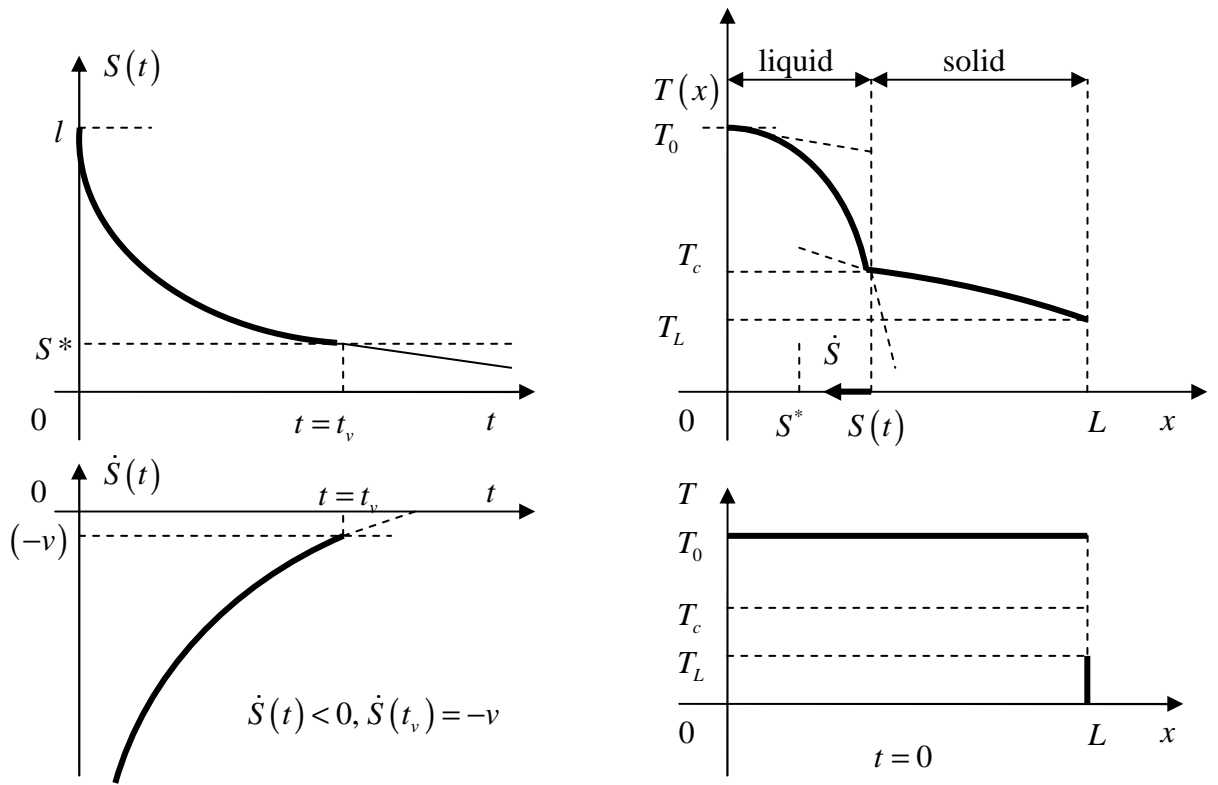 S(t)
l
S*
0
t = t_v
t
Ṡ(t)
0
t = t_v
t
(−v)
Ṡ(t) < 0, Ṡ(t_v) = −v
liquid
solid
T(x)
T_0
T_c
T_L
Ṡ
0
S^*
S(t)
L
x
T
T_0
T_c
T_L
0
L
x
t = 0